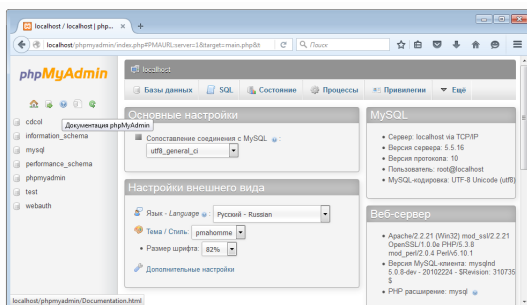 localhost / localhost | php...
localhost/phpmyadmin/index.php#PMAURL:server=1&target=main.php&t
Поиск
phpMyAdmin
localhost
Базы данных
SQL
Состояние
Процессы
Привилегии
Ещё
Документация phpMyAdmin
cdcol
information_schema
mysql
performance_schema
phpmyadmin
test
webauth
Основные настройки
Сопоставление соединения с MySQL :
utf8_general_ci
Настройки внешнего вида
Язык - Language :
Русский - Russian
Тема / Стиль:
pmahomme
Размер шрифта:
82%
Дополнительные настройки
MySQL
Сервер: localhost via TCP/IP
Версия сервера: 5.5.16
Версия протокола: 10
Пользователь: root@localhost
MySQL-кодировка: UTF-8 Unicode (utf8)
Веб-сервер
Apache/2.2.21 (Win32) mod_ssl/2.2.21
OpenSSL/1.0.0e PHP/5.3.8
mod_perl/2.0.4 Perl/v5.10.1
Версия MySQL-клиента: mysqlnd
5.0.8-dev - 20102224 - $Revision: 310735
$
PHP расширение: mysql
localhost/phpmyadmin/Documentation.html